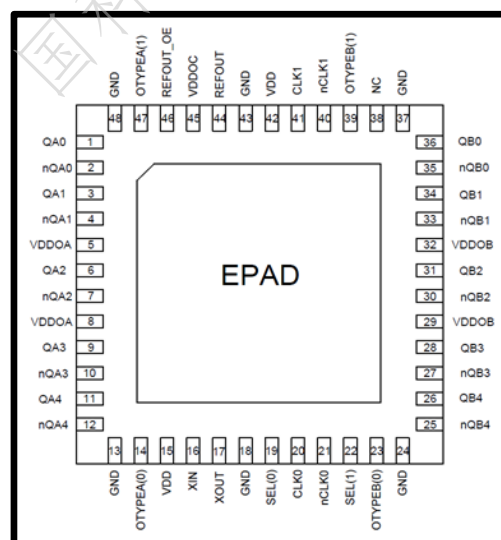 国科
GND
OTYPEA(1)
REFOUT_OE
VDDOC
REFOUT
GND
VDD
CLK1
nCLK1
OTYPEB(1)
NC
GND
48 47 46 45 44 43 42 41 40 39 38 37
QA0 1
nQA0 2
QA1 3
nQA1 4
VDDOA 5
QA2 6
nQA2 7
VDDOA 8
QA3 9
nQA3 10
QA4 11
nQA4 12
EPAD
36 QB0
35 nQB0
34 QB1
33 nQB1
32 VDDOB
31 QB2
30 nQB2
29 VDDOB
28 QB3
27 nQB3
26 QB4
25 nQB4
13 14 15 16 17 18 19 20 21 22 23 24
GND
OTYPEA(0)
VDD
XIN
XOUT
GND
SEL(0)
CLK0
nCLK0
SEL(1)
OTYPEB(0)
GND